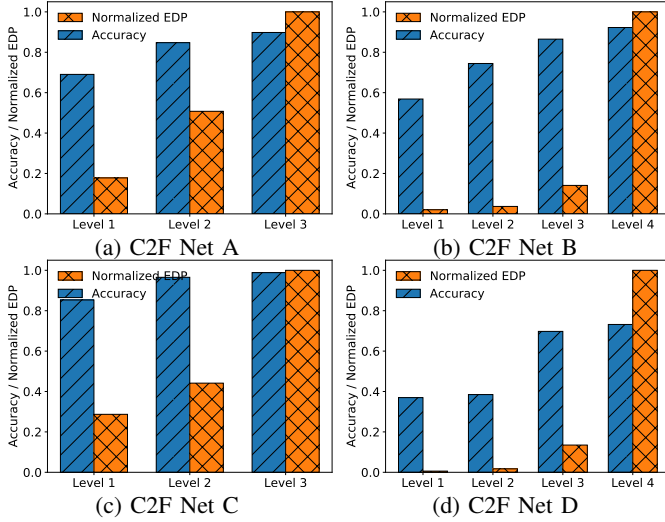 Accuracy / Normalized EDP
1.0
0.8
0.6
0.4
0.2
0.0
Normalized EDP
Accuracy
Level 1 Level 2 Level 3
(a) C2F Net A
Accuracy / Normalized EDP
1.0
0.8
0.6
0.4
0.2
0.0
Normalized EDP
Accuracy
Level 1 Level 2 Level 3 Level 4
(b) C2F Net B
Accuracy / Normalized EDP
1.0
0.8
0.6
0.4
0.2
0.0
Normalized EDP
Accuracy
Level 1 Level 2 Level 3
(c) C2F Net C
Accuracy / Normalized EDP
1.0
0.8
0.6
0.4
0.2
0.0
Normalized EDP
Accuracy
Level 1 Level 2 Level 3 Level 4
(d) C2F Net D